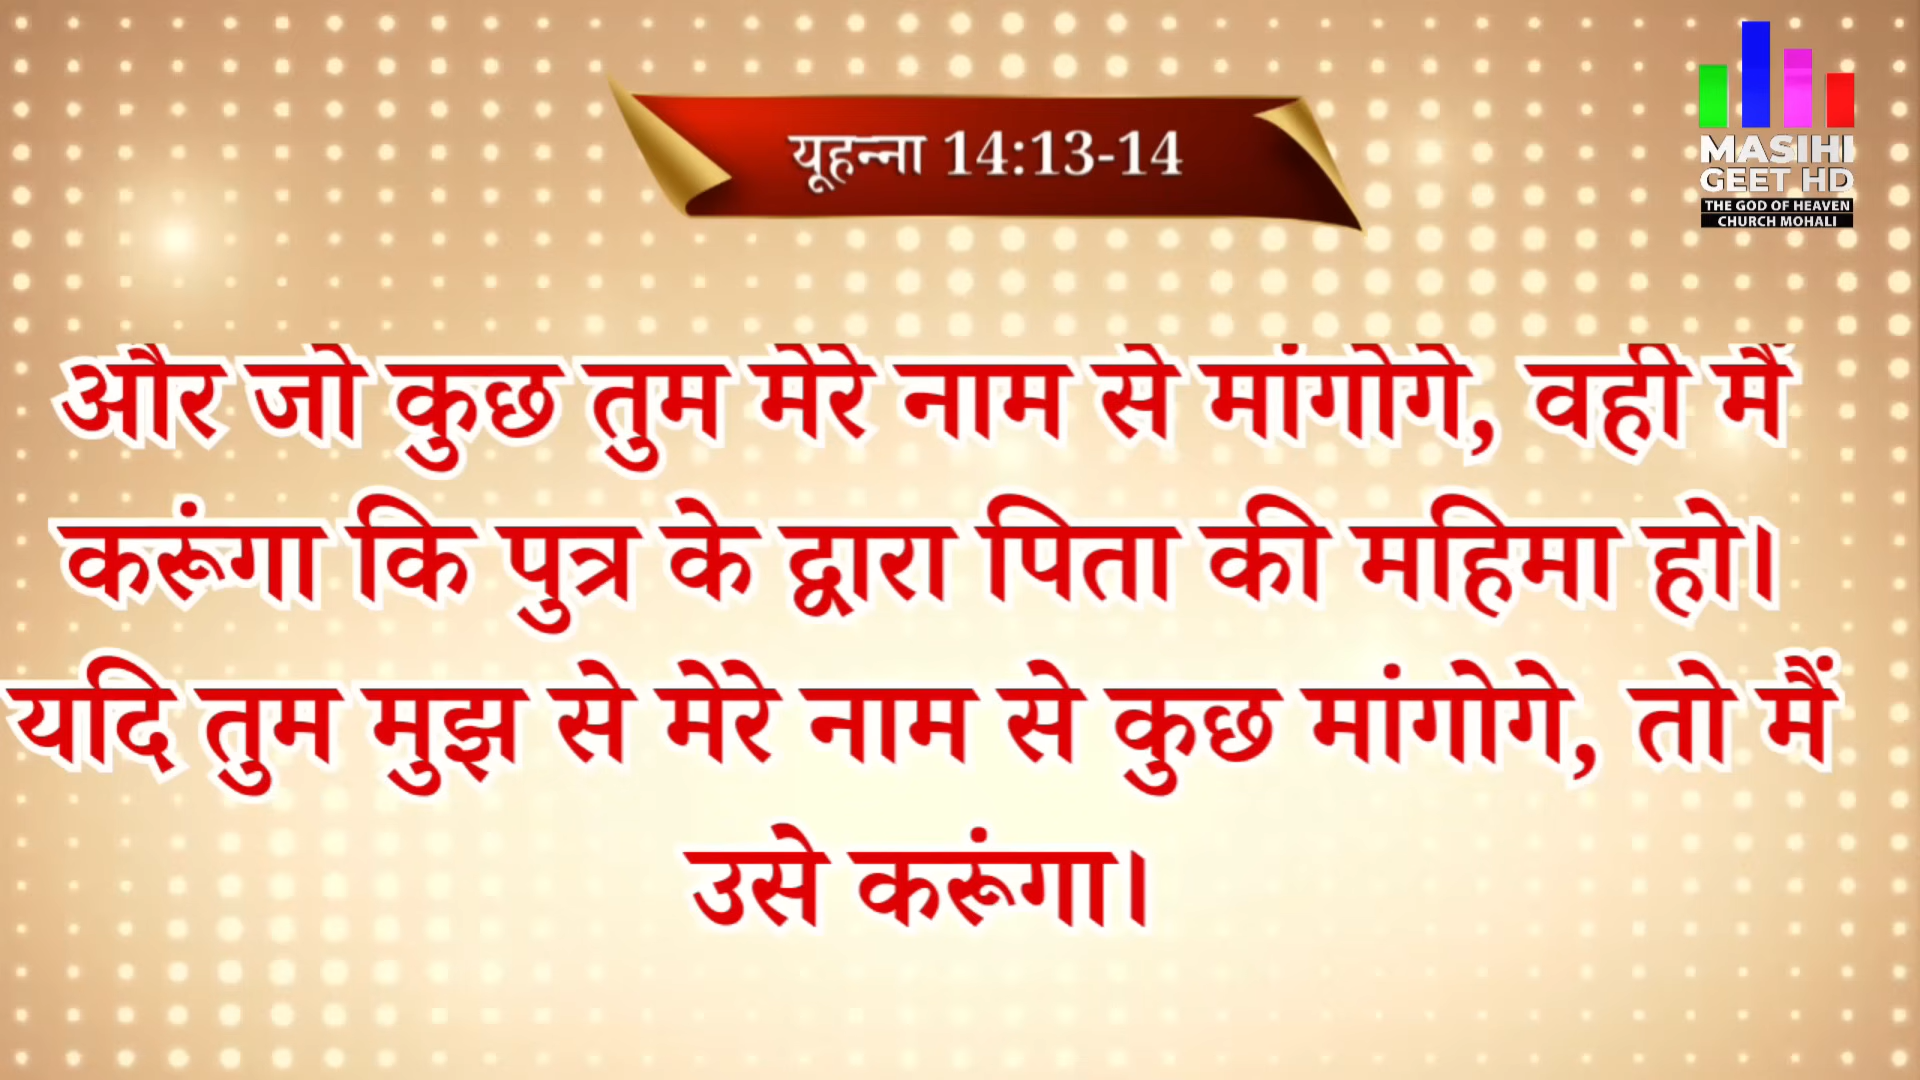 यूहन्ना 14:13-14
MASIHI
GEET HD
THE GOD OF HEAVEN
CHURCH MOHALI
और जो कुछ तुम मेरे नाम से मांगोगे, वही मैं
करूंगा कि पुत्र के द्वारा पिता की महिमा हो।
यदि तुम मुझ से मेरे नाम से कुछ मांगोगे, तो मैं
उसे करूंगा।